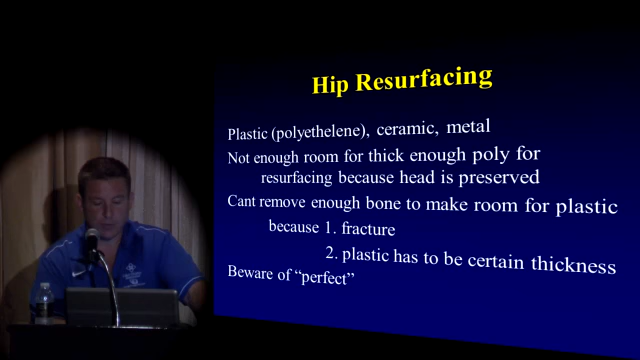 Hip Resurfacing
Plastic (polyethelene), ceramic, metal
Not enough room for thick enough poly for
resurfacing because head is preserved
Cant remove enough bone to make room for plastic
because 1. fracture
2. plastic has to be certain thickness
Beware of “perfect”